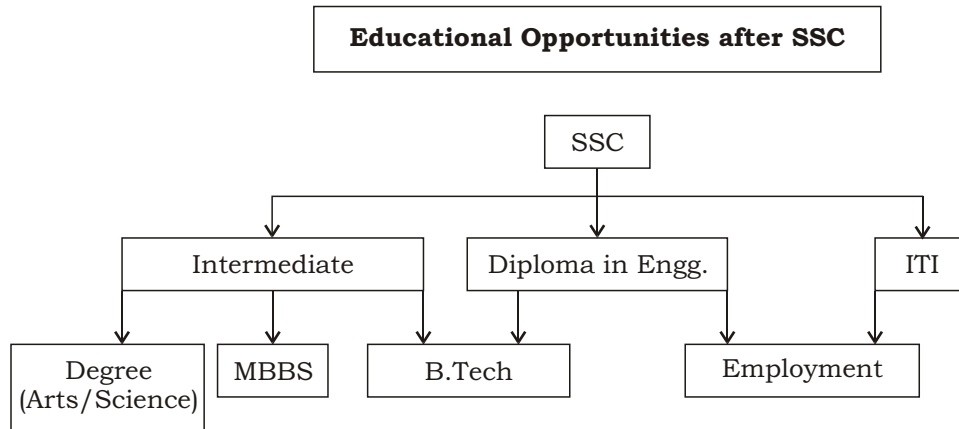 Educational Opportunities after SSC
SSC
Intermediate
Diploma in Engg.
ITI
Degree
(Arts/Science)
MBBS
B.Tech
Employment